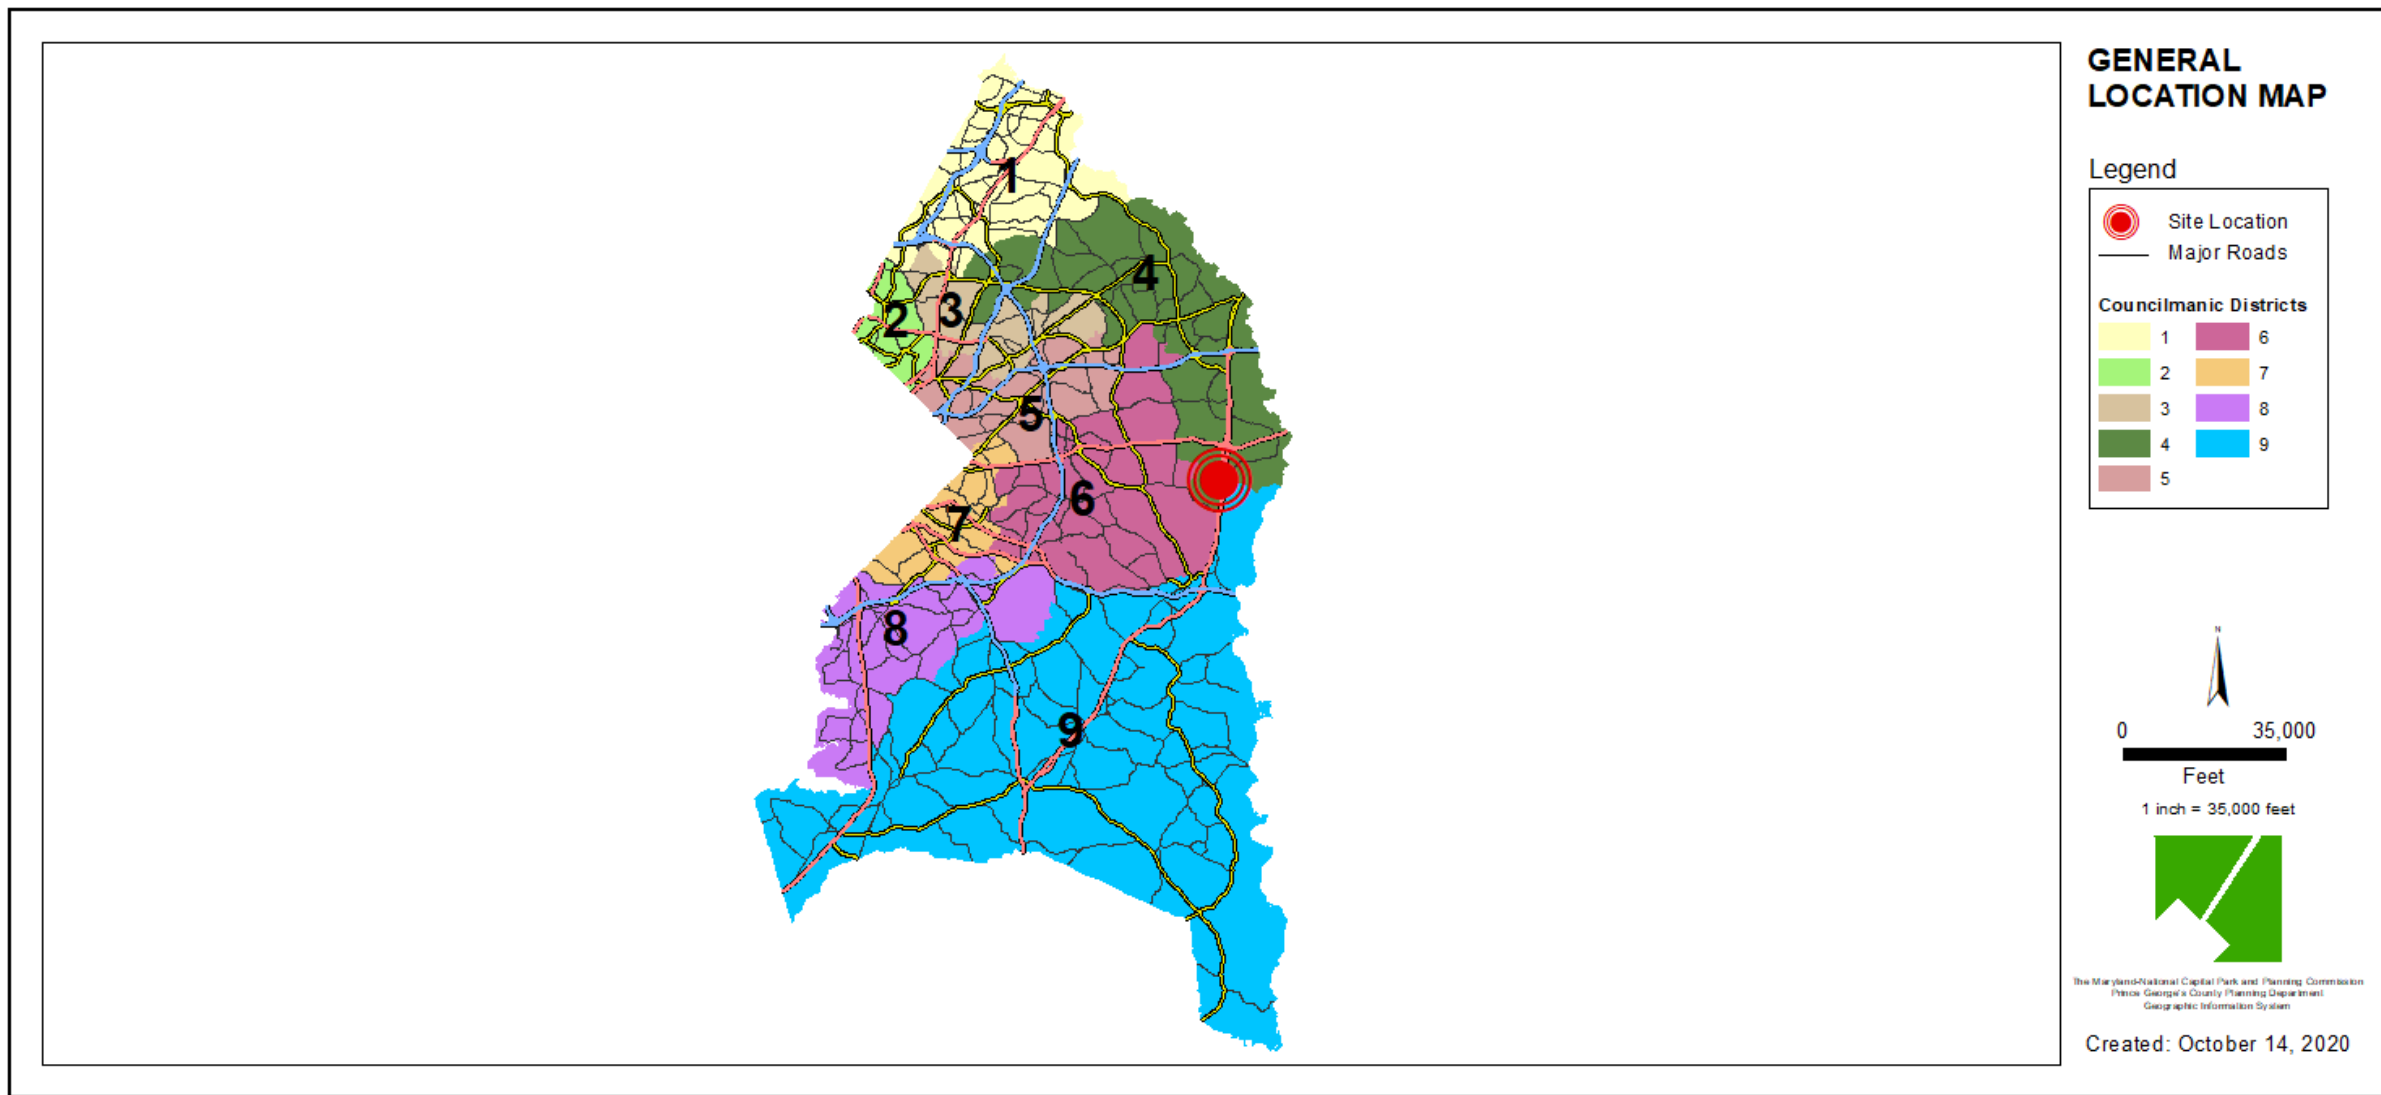 GENERAL
LOCATION MAP
Legend
Site Location
Major Roads
Councilmanic Districts
1 6
2 7
3 8
4 9
5
1
4
3
2
5
6
7
8
9
N
0 35,000
Feet
1 inch = 35,000 feet
The Maryland-National Capital Park and Planning Commission
Prince George's County Planning Department
Geographic Information System
Created: October 14, 2020